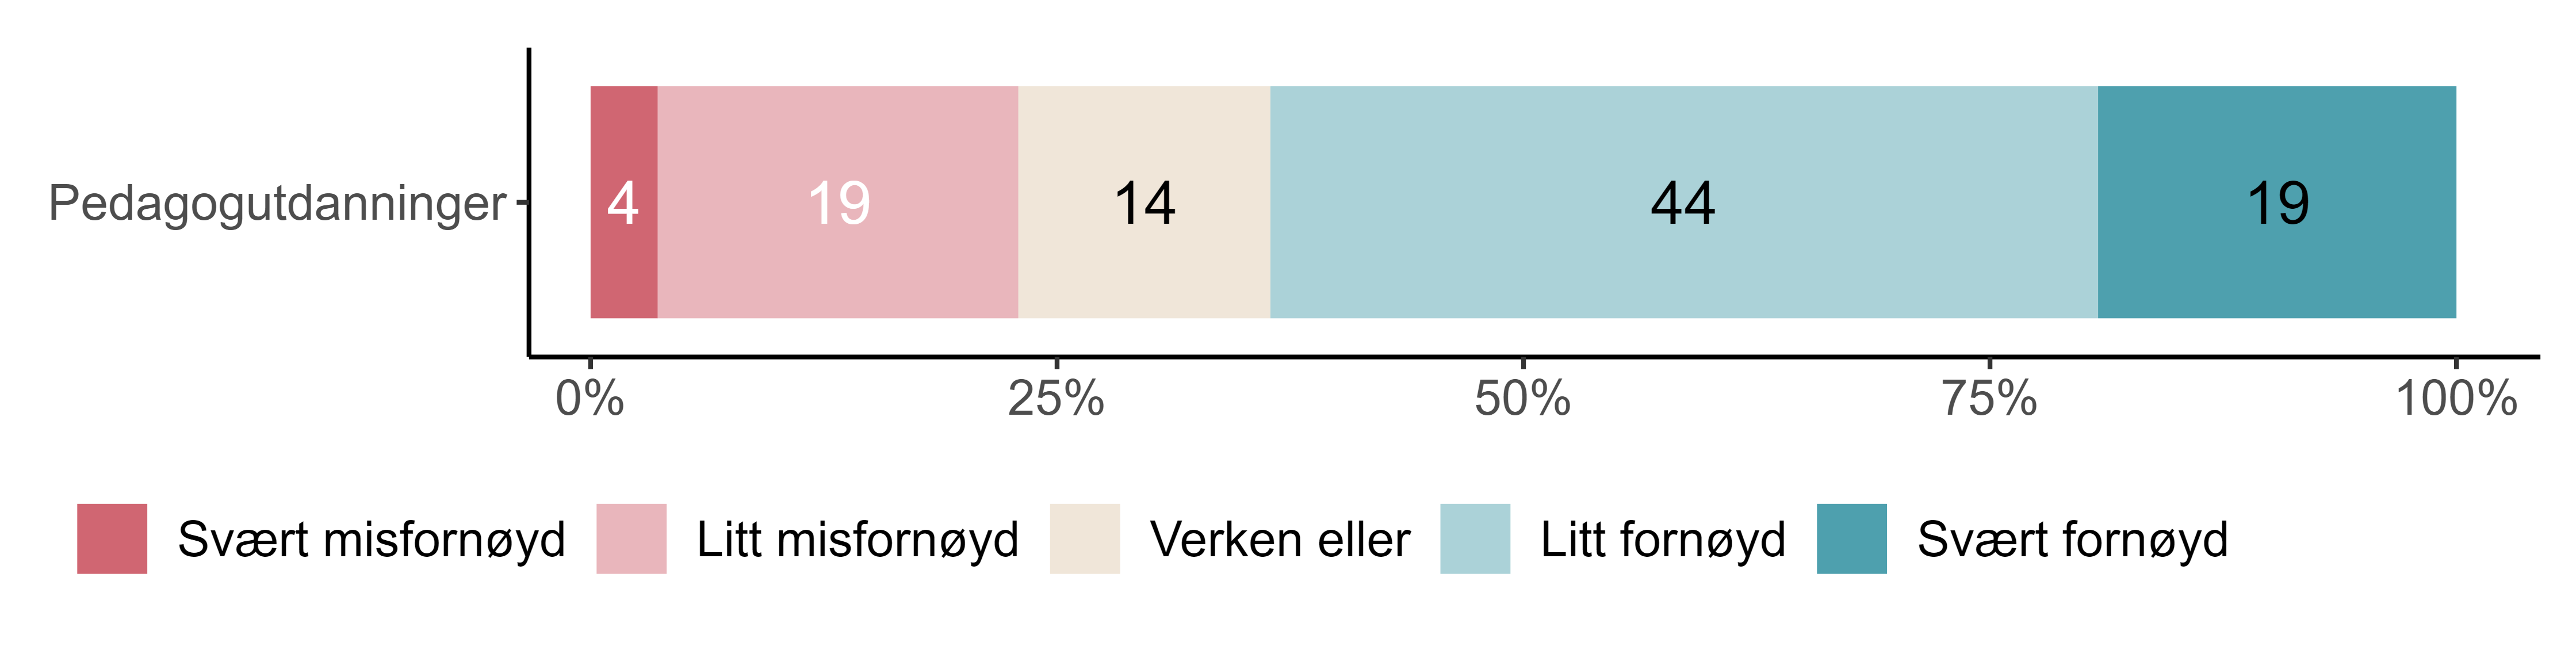 Pedagogutdanninger
4 19 14 44 19
0% 25% 50% 75% 100%
Svært misfornøyd Litt misfornøyd Verken eller Litt fornøyd Svært fornøyd